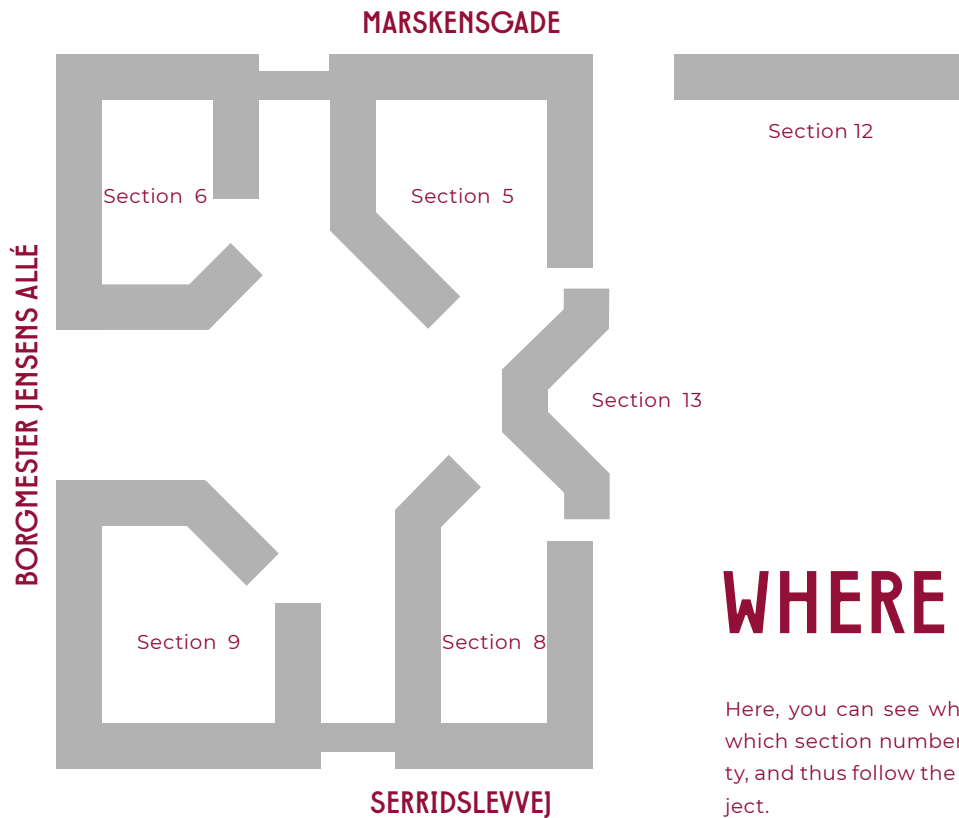 MARSKENSGADE
Section 12
Section 6
Section 5
BORGMESTER JENSENS ALLÉ
Section 13
WHERE
Section 9
Section 8
Here, you can see wh
which section number
ty, and thus follow the
ject.
SERRIDSLEVVEJ